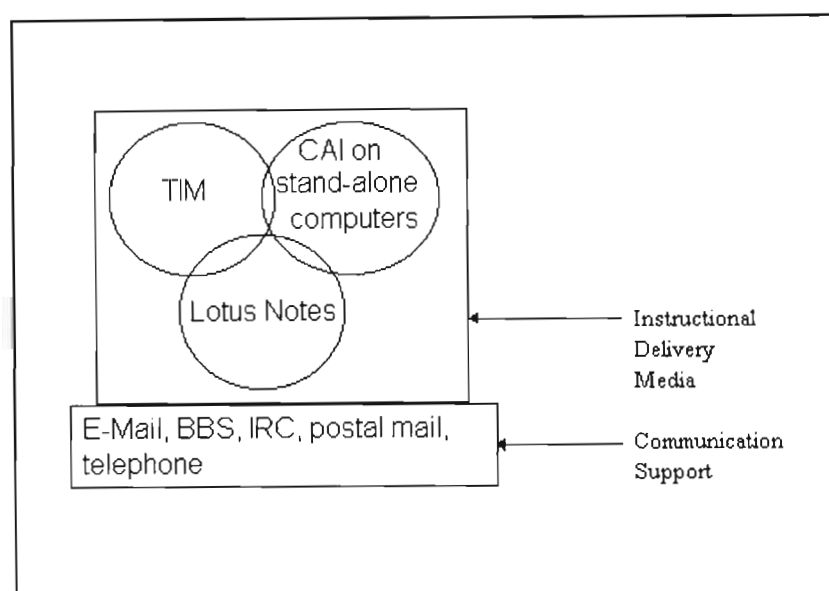 TIM
CAI on
stand-alone
computers
Lotus Notes
Instructional
Delivery
Media
E-Mail, BBS, IRC, postal mail,
telephone
Communication
Support